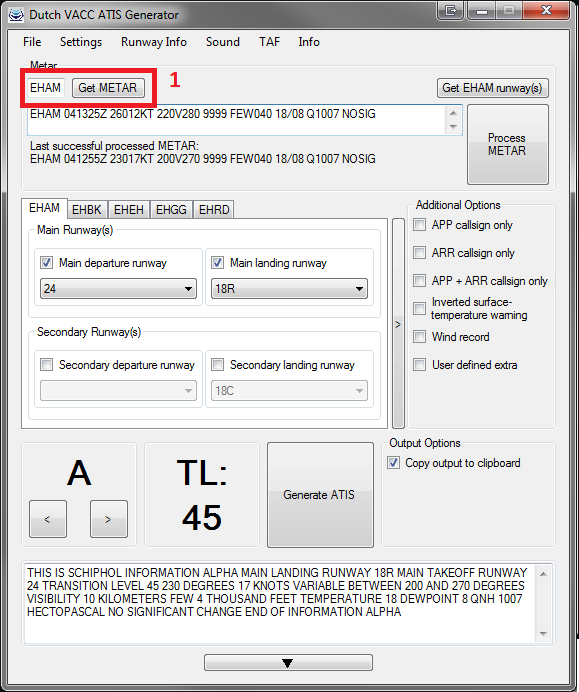 Dutch VACC ATIS Generator
File Settings Runway Info Sound TAF Info
Metar
EHAM Get METAR 1 Get EHAM runway(s)
EHAM 041325Z 26012KT 220V280 9999 FEW040 18/08 Q1007 NOSIG
Last successful processed METAR:
EHAM 041255Z 23017KT 200V270 9999 FEW040 18/08 Q1007 NOSIG
Process
METAR
EHAM EHBK EHEH EHGG EHRD
Main Runway(s)
Main departure runway Main landing runway
24 18R
Secondary Runway(s)
Secondary departure runway Secondary landing runway
18C
>
Additional Options
APP callsign only
ARR callsign only
APP + ARR callsign only
Inverted surface-
temperature warning
Wind record
User defined extra
A
< >
TL:
45
Generate ATIS
Output Options
Copy output to clipboard
THIS IS SCHIPHOL INFORMATION ALPHA MAIN LANDING RUNWAY 18R MAIN TAKEOFF RUNWAY
24 TRANSITION LEVEL 45 230 DEGREES 17 KNOTS VARIABLE BETWEEN 200 AND 270 DEGREES
VISIBILITY 10 KILOMETERS FEW 4 THOUSAND FEET TEMPERATURE 18 DEWPOINT 8 QNH 1007
HECTOPASCAL NO SIGNIFICANT CHANGE END OF INFORMATION ALPHA